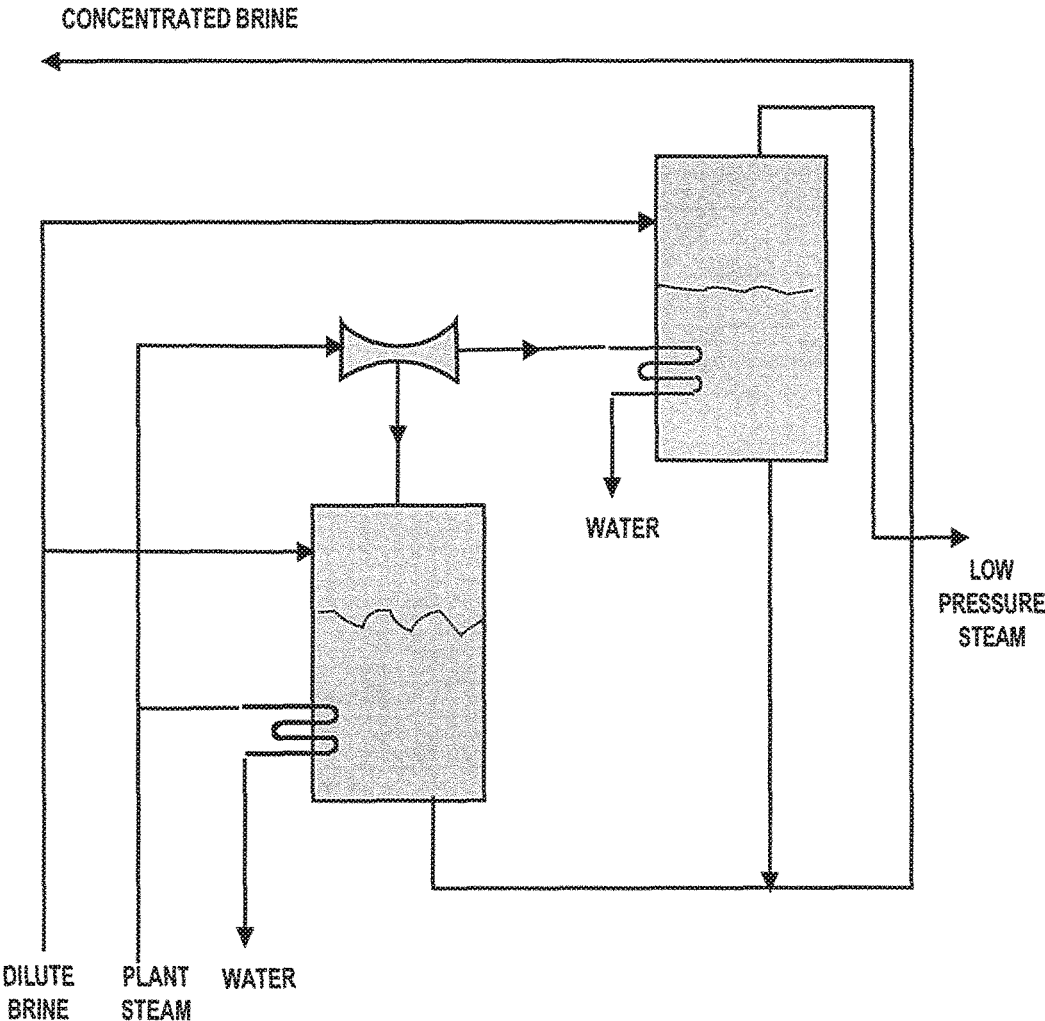 CONCENTRATED BRINE
WATER
LOW
PRESSURE
STEAM
DILUTE
BRINE
PLANT
STEAM
WATER